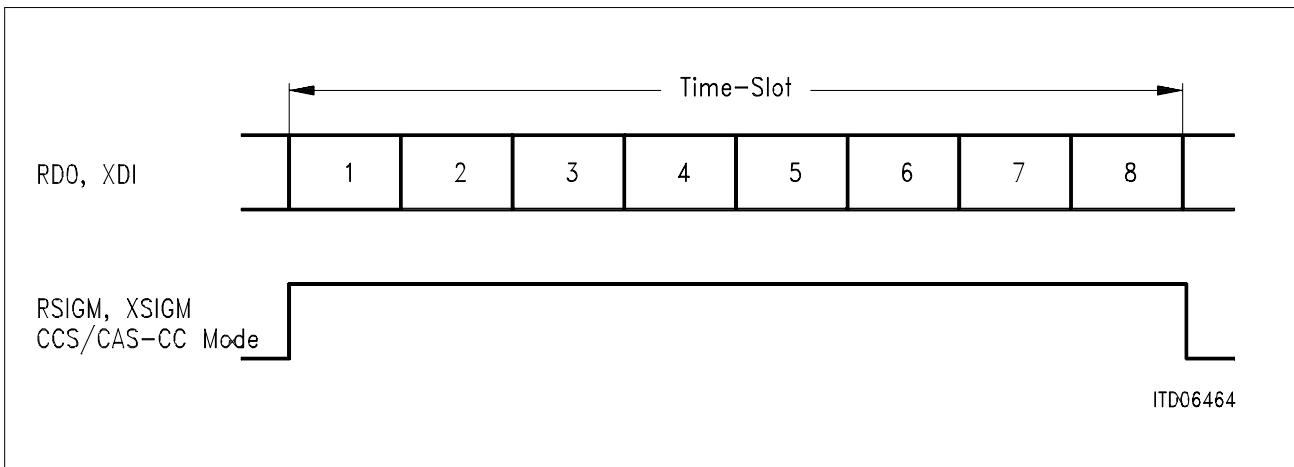 Time-Slot
RDO, XDI
1 2 3 4 5 6 7 8
RSIGM, XSIGM
CCS/CAS-CC Mode
ITD06464